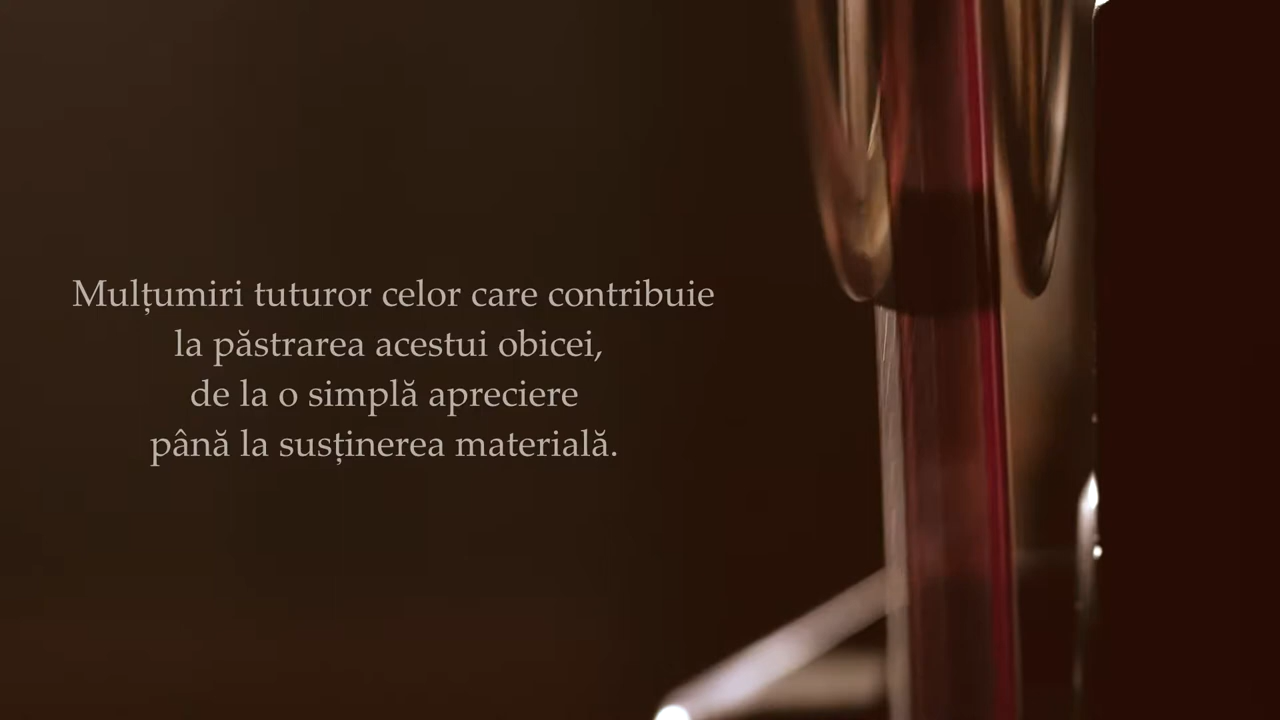 Mulțumiri tuturor celor care contribuie
la păstrarea acestui obicei,
de la o simplă apreciere
până la susținerea materială.